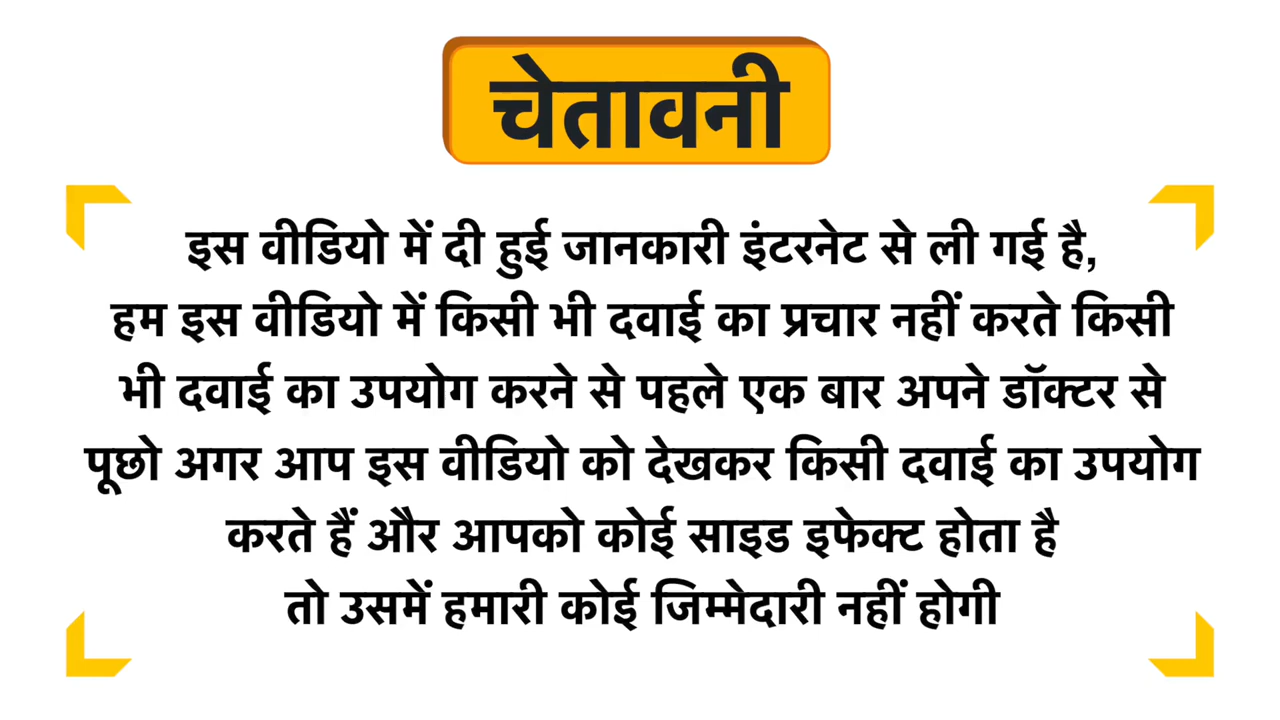 चेतावनी
इस वीडियो में दी हुई जानकारी इंटरनेट से ली गई है,
हम इस वीडियो में किसी भी दवाई का प्रचार नहीं करते किसी
भी दवाई का उपयोग करने से पहले एक बार अपने डॉक्टर से
पूछो अगर आप इस वीडियो को देखकर किसी दवाई का उपयोग
करते हैं और आपको कोई साइड इफेक्ट होता है
तो उसमें हमारी कोई जिम्मेदारी नहीं होगी